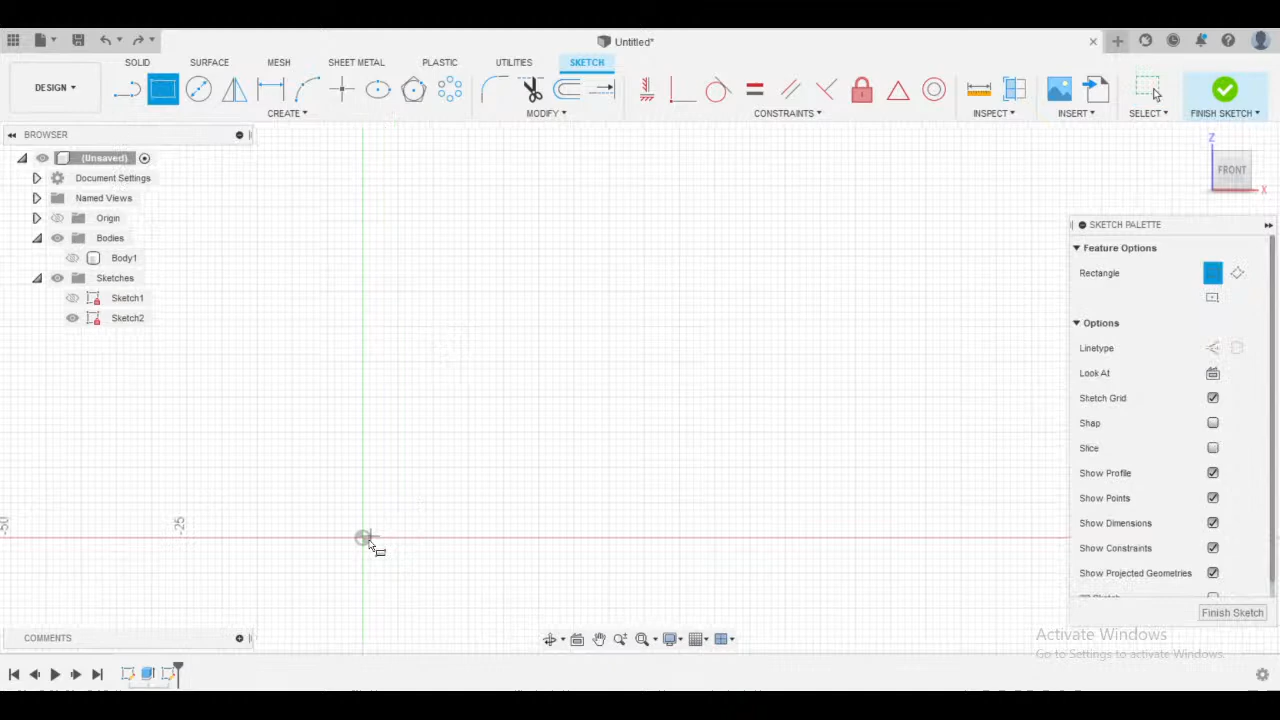 Untitled*
SOLID SURFACE MESH SHEET METAL PLASTIC UTILITIES SKETCH
DESIGN
CREATE MODIFY CONSTRAINTS INSPECT INSERT SELECT FINISH SKETCH
BROWSER
(Unsaved)
Document Settings
Named Views
Origin
Bodies
Body1
Sketches
Sketch1
Sketch2
Z
FRONT
X
SKETCH PALETTE
Feature Options
Rectangle
Options
Linetype
Look At
Sketch Grid
Snap
Slice
Show Profile
Show Points
Show Dimensions
Show Constraints
Show Projected Geometries
Finish Sketch
-50
-25
COMMENTS
Activate Windows
Go to Settings to activate Windows.